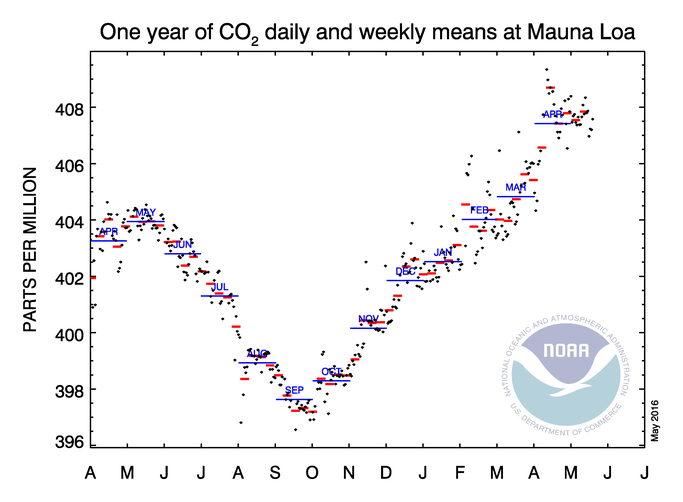 One year of CO2 daily and weekly means at Mauna Loa
PARTS PER MILLION
408
406
404
402
400
398
396
APR
MAY
JUN
JUL
AUG
SEP
OCT
NOV
DEC
JAN
FEB
MAR
APR
A M J J A S O N D J F M A M J J
NATIONAL OCEANIC AND ATMOSPHERIC ADMINISTRATION
NOAA
U.S. DEPARTMENT OF COMMERCE
May 2016